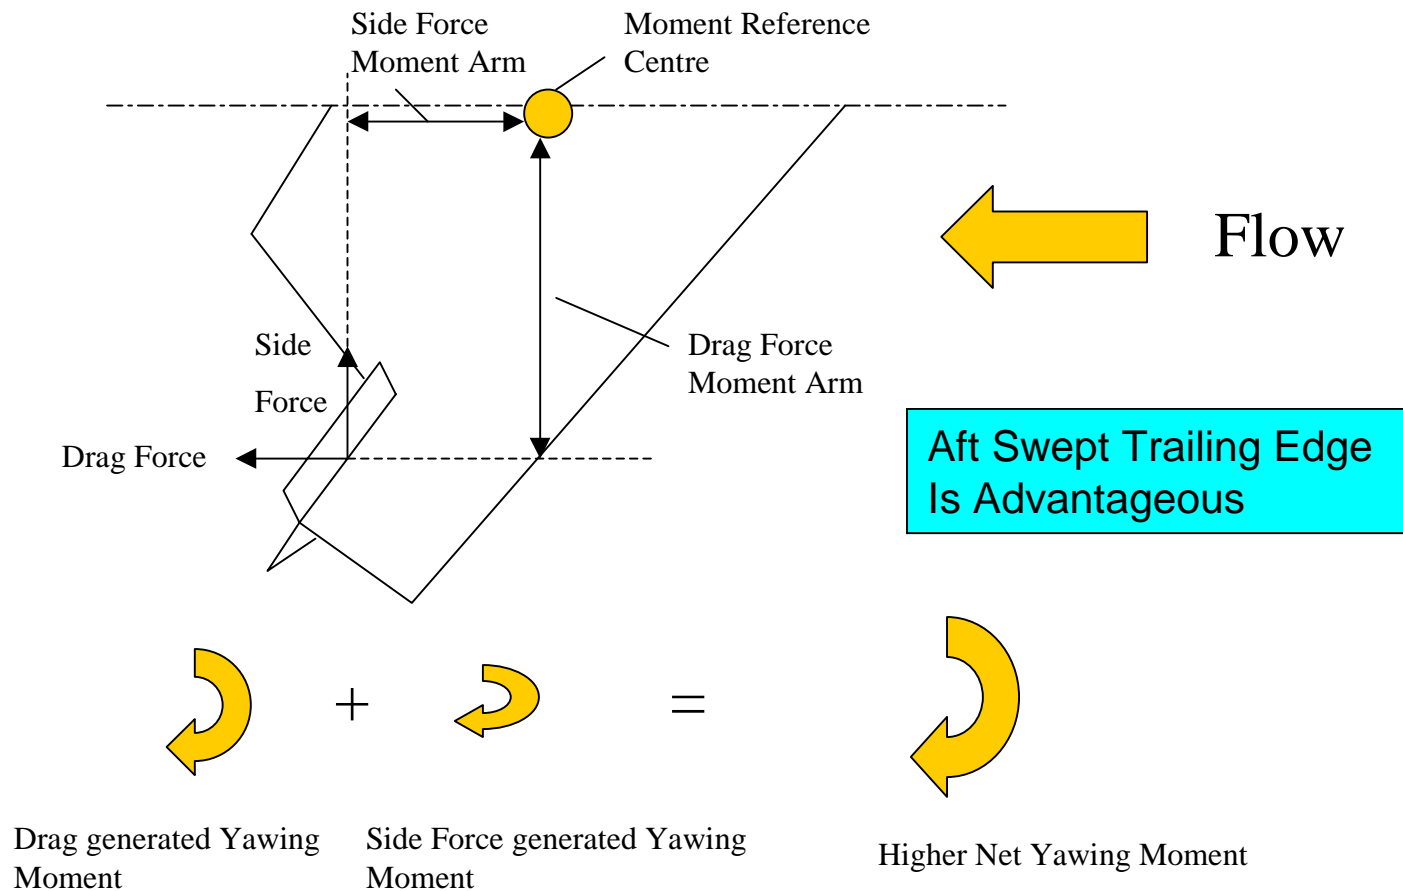 Side Force
Moment Arm
Moment Reference
Centre
Flow
Side
Force
Drag Force
Moment Arm
Drag Force
Aft Swept Trailing Edge
Is Advantageous
+
=
Drag generated Yawing
Moment
Side Force generated Yawing
Moment
Higher Net Yawing Moment